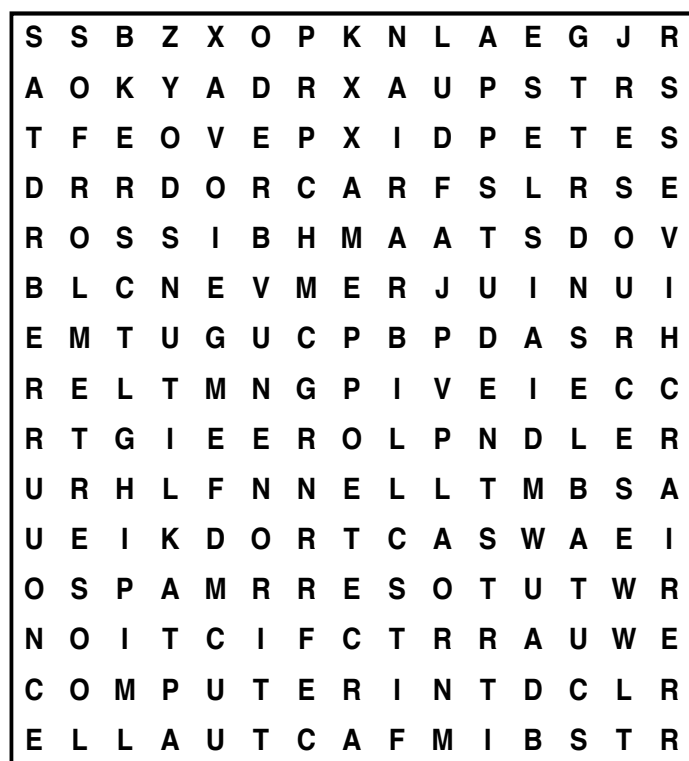 S S B Z X O P K N L A E G J R
A O K Y A D R X A U P S T R S
T F E O V E P X I D P E T E S
D R R D O R C A R F S L R S E
R O S S I B H M A A T S D O V
B L C N E V M E R J U I N U I
E M T U G U C P B P D A S R H
R E L T M N G P I V E I E C C
R T G I E E R O L P N D L E R
U R H L F N N E L L T M B S A
U E I K D O R T C A S W A E I
O S P A M R R E S O T U T W R
N O I T C I F C T R R A U W E
C O M P U T E R I N T D C L R
E L L A U T C A F M I B S T R